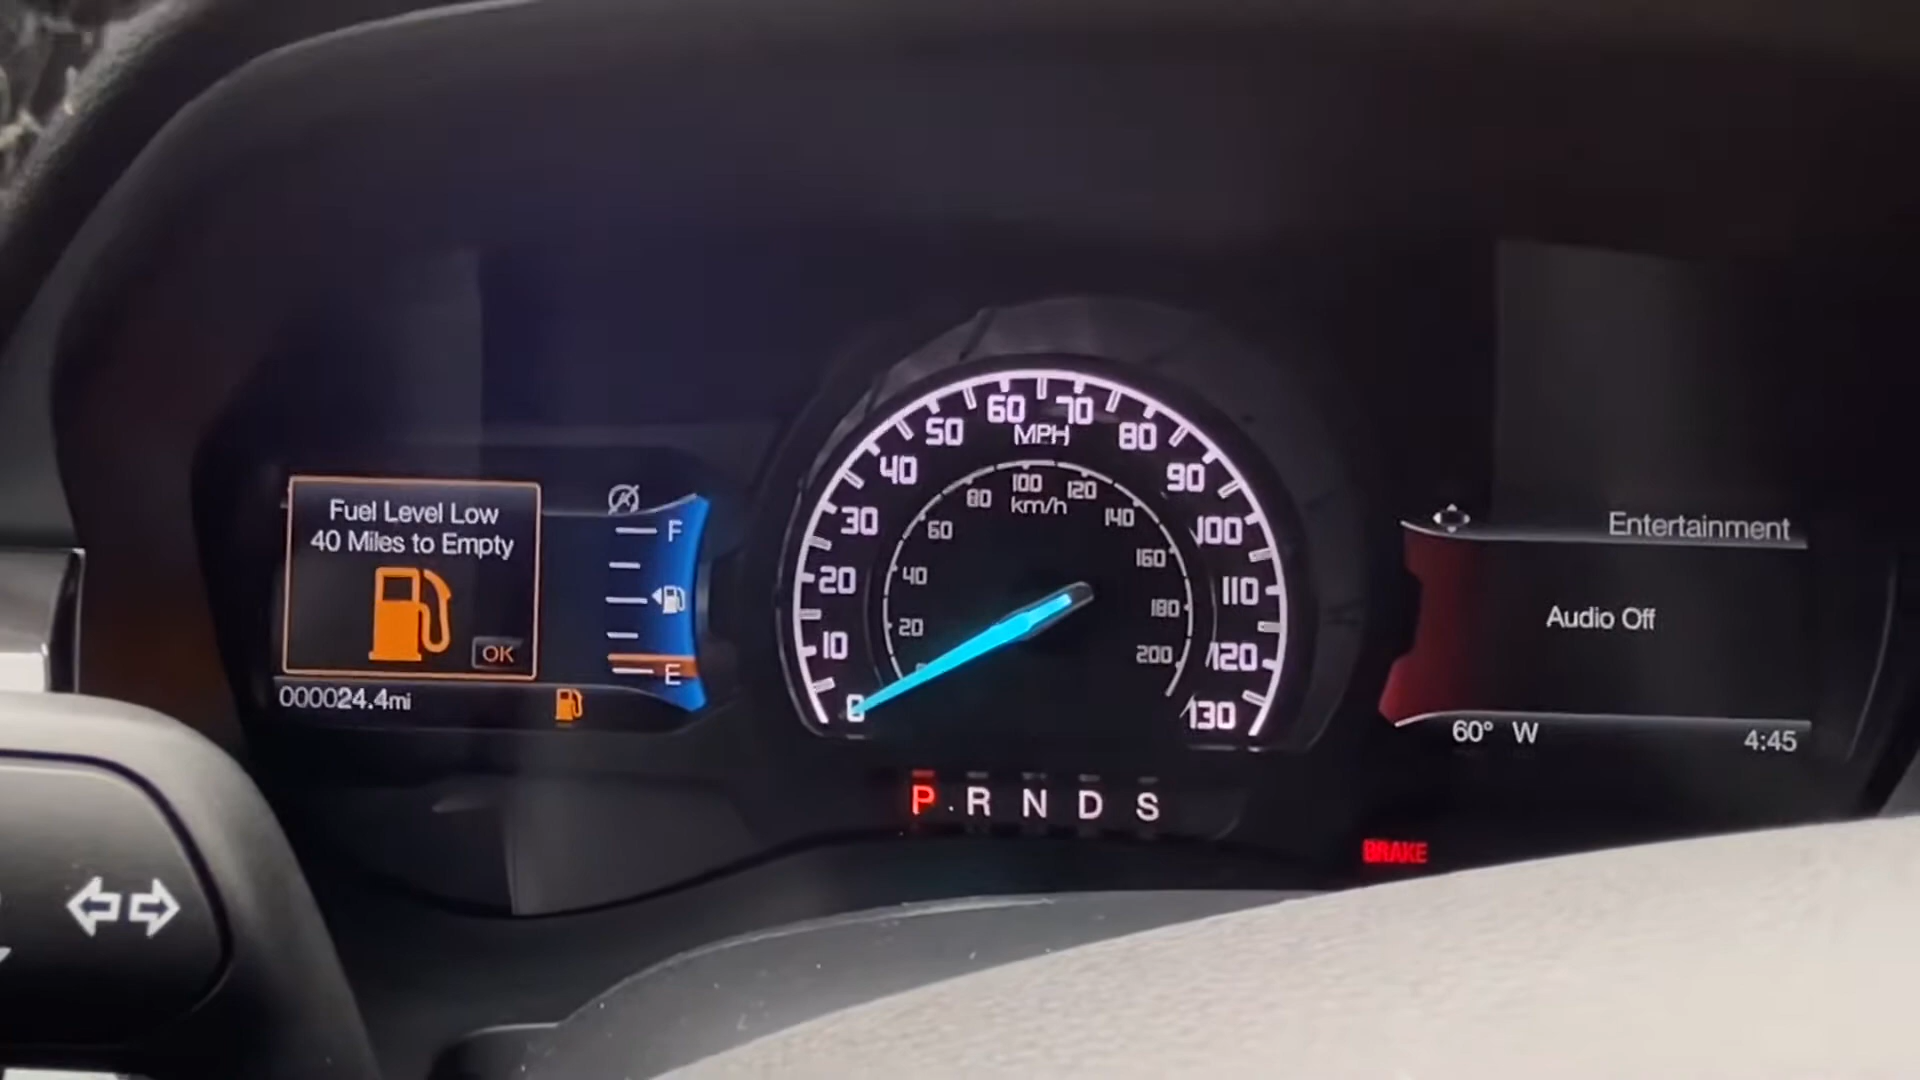 Fuel Level Low
40 Miles to Empty
OK
000024.4mi
F
E
0
10
20
30
40
50
60
70
80
90
100
110
120
130
MPH
20
40
60
80
100
120
140
160
180
200
km/h
P R N D S
Entertainment
Audio Off
60° W
4:45
BRAKE